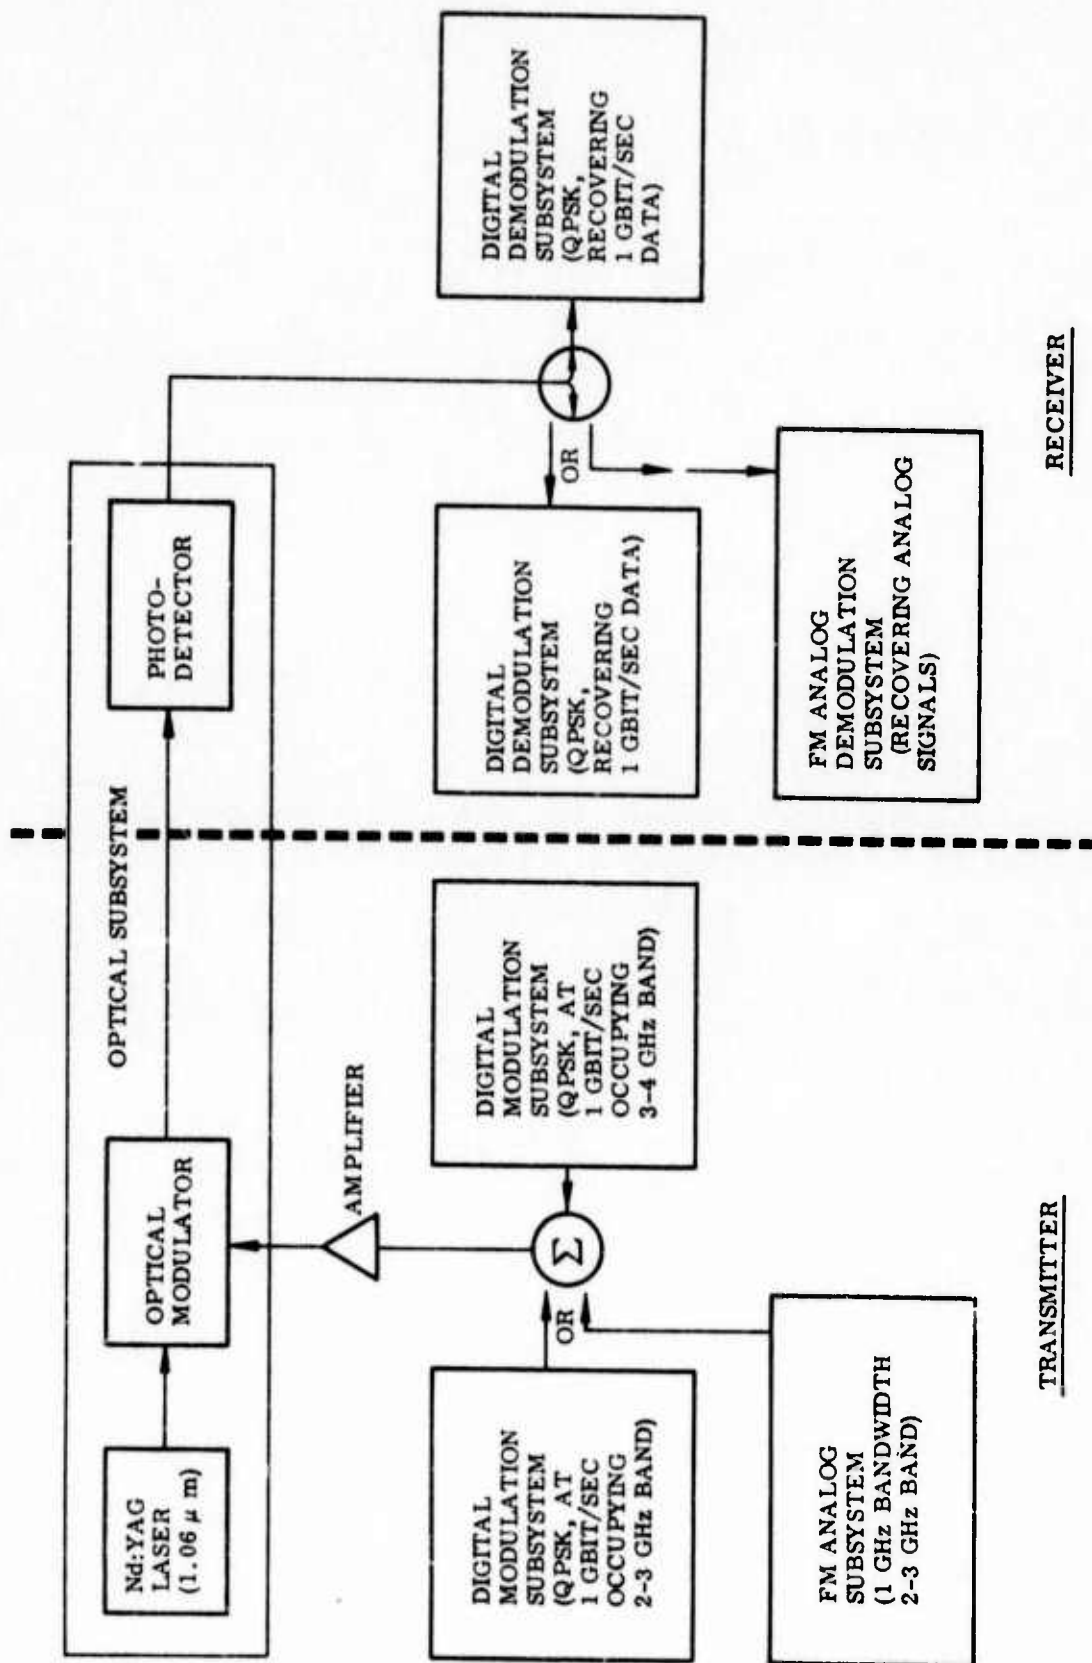 OPTICAL SUBSYSTEM
Nd:YAG
LASER
(1.06 μ m)
OPTICAL
MODULATOR
PHOTO-
DETECTOR
AMPLIFIER
DIGITAL
MODULATION
SUBSYSTEM
(QPSK, AT
1 GBIT/SEC
OCCUPYING
2-3 GHz BAND)
OR
Σ
DIGITAL
MODULATION
SUBSYSTEM
(QPSK, AT
1 GBIT/SEC
OCCUPYING
3-4 GHz BAND)
DIGITAL
DEMODULATION
SUBSYSTEM
(QPSK,
RECOVERING
1 GBIT/SEC DATA)
OR
DIGITAL
DEMODULATION
SUBSYSTEM
(QPSK,
RECOVERING
1 GBIT/SEC
DATA)
FM ANALOG
SUBSYSTEM
(1 GHz BANDWIDTH
2-3 GHz BAND)
FM ANALOG
DEMODULATION
SUBSYSTEM
(RECOVERING ANALOG
SIGNALS)
TRANSMITTER
RECEIVER